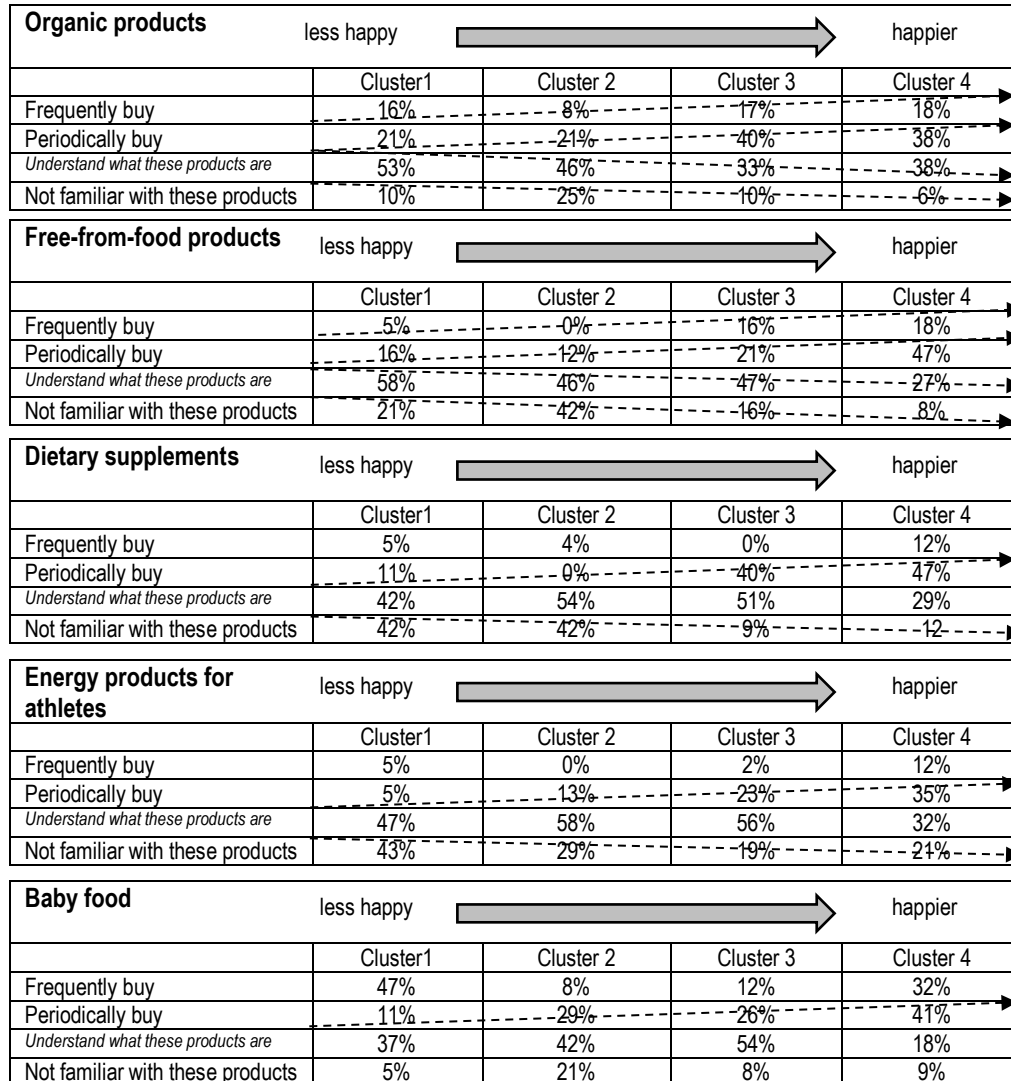 Organic products less happy happier
Cluster1 Cluster 2 Cluster 3 Cluster 4
Frequently buy 16% 8% 17% 18%
Periodically buy 21% 21% 40% 38%
Understand what these products are 53% 46% 33% 38%
Not familiar with these products 10% 25% 10% 6%
Free-from-food products less happy happier
Cluster1 Cluster 2 Cluster 3 Cluster 4
Frequently buy 5% 0% 16% 18%
Periodically buy 16% 12% 21% 47%
Understand what these products are 58% 46% 47% 27%
Not familiar with these products 21% 42% 16% 8%
Dietary supplements less happy happier
Cluster1 Cluster 2 Cluster 3 Cluster 4
Frequently buy 5% 4% 0% 12%
Periodically buy 11% 0% 40% 47%
Understand what these products are 42% 54% 51% 29%
Not familiar with these products 42% 42% 9% 12
Energy products for less happy happier
athletes
Cluster1 Cluster 2 Cluster 3 Cluster 4
Frequently buy 5% 0% 2% 12%
Periodically buy 5% 13% 23% 35%
Understand what these products are 47% 58% 56% 32%
Not familiar with these products 43% 29% 19% 21%
Baby food less happy happier
Cluster1 Cluster 2 Cluster 3 Cluster 4
Frequently buy 47% 8% 12% 32%
Periodically buy 11% 29% 26% 41%
Understand what these products are 37% 42% 54% 18%
Not familiar with these products 5% 21% 8% 9%